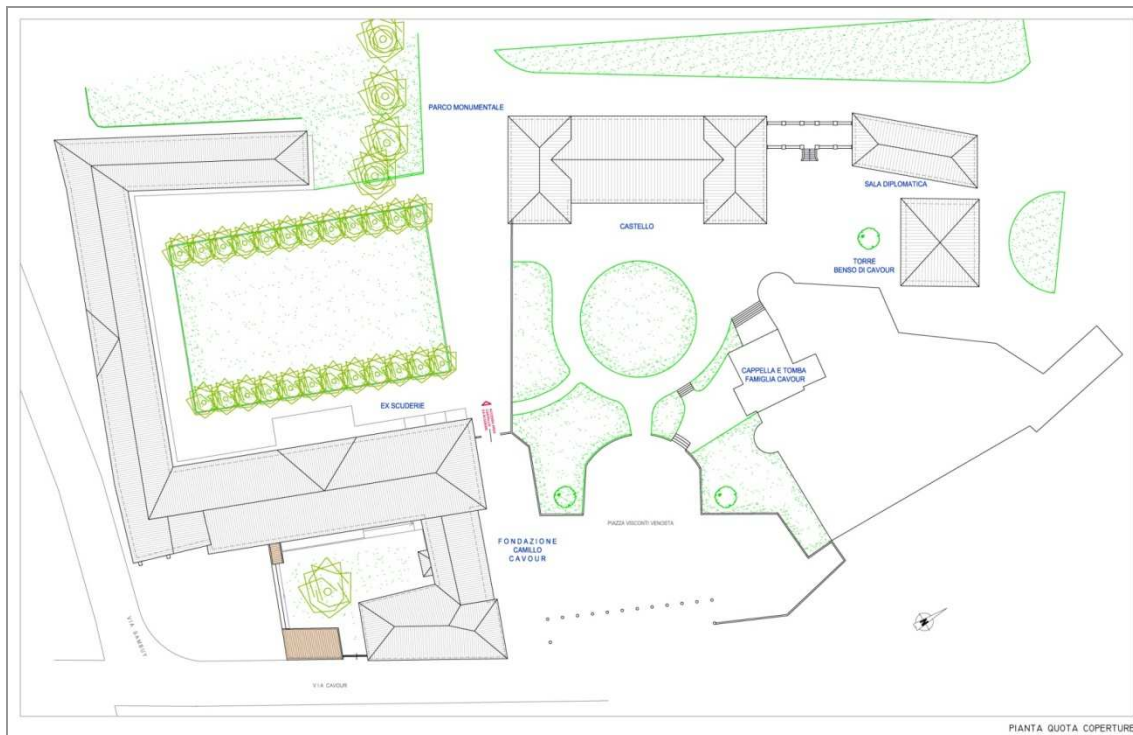 PARCO MONUMENTALE
SALA DIPLOMATICA
CASTELLO
TORRE
BENSO DI CAVOUR
CAPPELLA E TOMBA
FAMIGLIA CAVOUR
EX SCUDERIE
PIAZZA VISCONTI VENOSTA
FONDAZIONE
CAMILLO
CAVOUR
N
VIA GAMBUT
VIA CAVOUR
PIANTA QUOTA COPERTURE